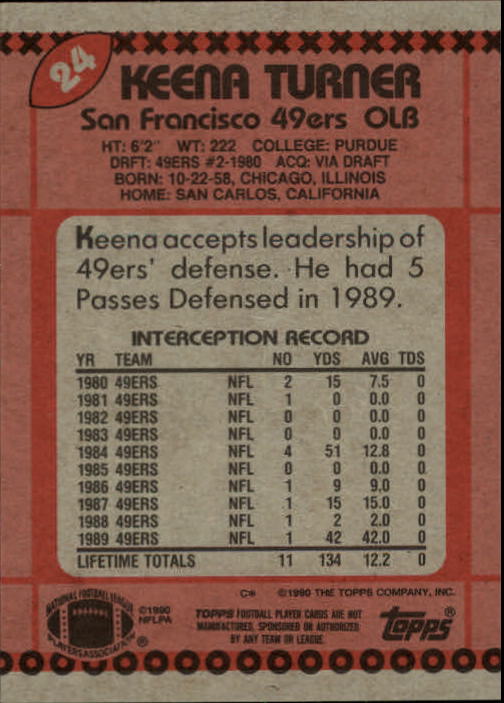 24
KEENA TURNER
San Francisco 49ers OLB
HT: 6'2" WT: 222 COLLEGE: PURDUE
DRFT: 49ERS #2-1980 ACQ: VIA DRAFT
BORN: 10-22-58, CHICAGO, ILLINOIS
HOME: SAN CARLOS, CALIFORNIA
Keena accepts leadership of
49ers' defense. He had 5
Passes Defensed in 1989.
INTERCEPTION RECORD
YR TEAM NO YDS AVG TDS
1980 49ERS NFL 2 15 7.5 0
1981 49ERS NFL 1 0 0.0 0
1982 49ERS NFL 0 0 0.0 0
1983 49ERS NFL 0 0 0.0 0
1984 49ERS NFL 4 51 12.8 0
1985 49ERS NFL 0 0 0.0 0
1986 49ERS NFL 1 9 9.0 0
1987 49ERS NFL 1 15 15.0 0
1988 49ERS NFL 1 2 2.0 0
1989 49ERS NFL 1 42 42.0 0
LIFETIME TOTALS 11 134 12.2 0
C* ©1990 THE TOPPS COMPANY, INC.
NATIONAL FOOTBALL LEAGUE
PLAYERS ASSOCIATION ®
©1990
NFLPA
TOPPS FOOTBALL PLAYER CARDS ARE NOT
MANUFACTURED, SPONSORED OR AUTHORIZED
BY ANY TEAM OR LEAGUE.
topps®